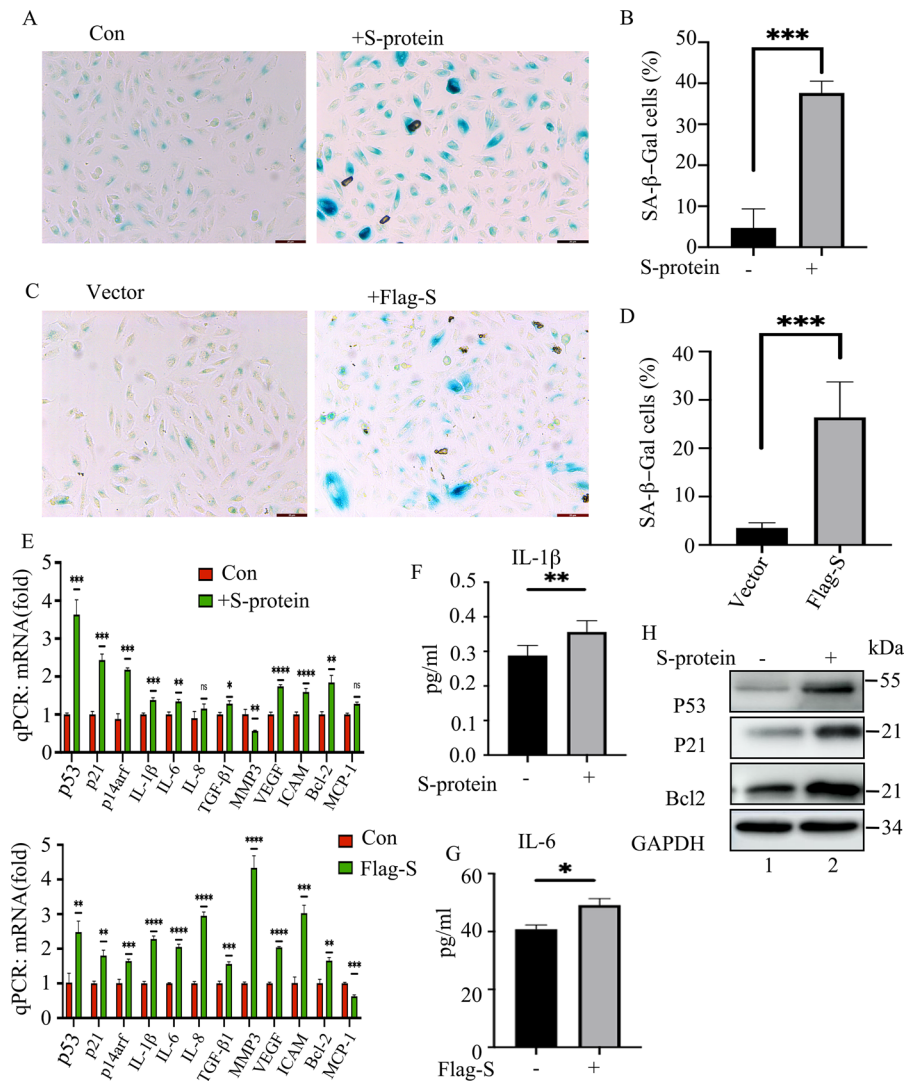 A
Con
+S-protein
B
***
SA-β–Gal cells (%)
50
40
30
20
10
0
S-protein
-
+
C
Vector
+Flag-S
D
***
SA-β–Gal cells (%)
40
30
20
10
0
Vector
Flag-S
E
qPCR: mRNA(fold)
5
4
3
2
1
0
Con
+S-protein
***
***
***
***
**
ns
*
**
****
****
**
ns
p53
p21
p14arf
IL-1β
IL-6
IL-8
TGF-β1
MMP3
VEGF
ICAM
Bcl-2
MCP-1
qPCR: mRNA(fold)
5
4
3
2
1
0
Con
Flag-S
**
**
***
****
****
****
***
****
****
***
**
***
p53
p21
p14arf
IL-1β
IL-6
IL-8
TGF-β1
MMP3
VEGF
ICAM
Bcl-2
MCP-1
F
IL-1β
**
pg/ml
0.5
0.4
0.3
0.2
0.1
0.0
S-protein
-
+
G
IL-6
*
pg/ml
60
40
20
0
Flag-S
-
+
H
kDa
S-protein
-
+
P53
55
P21
21
Bcl2
21
GAPDH
34
1
2